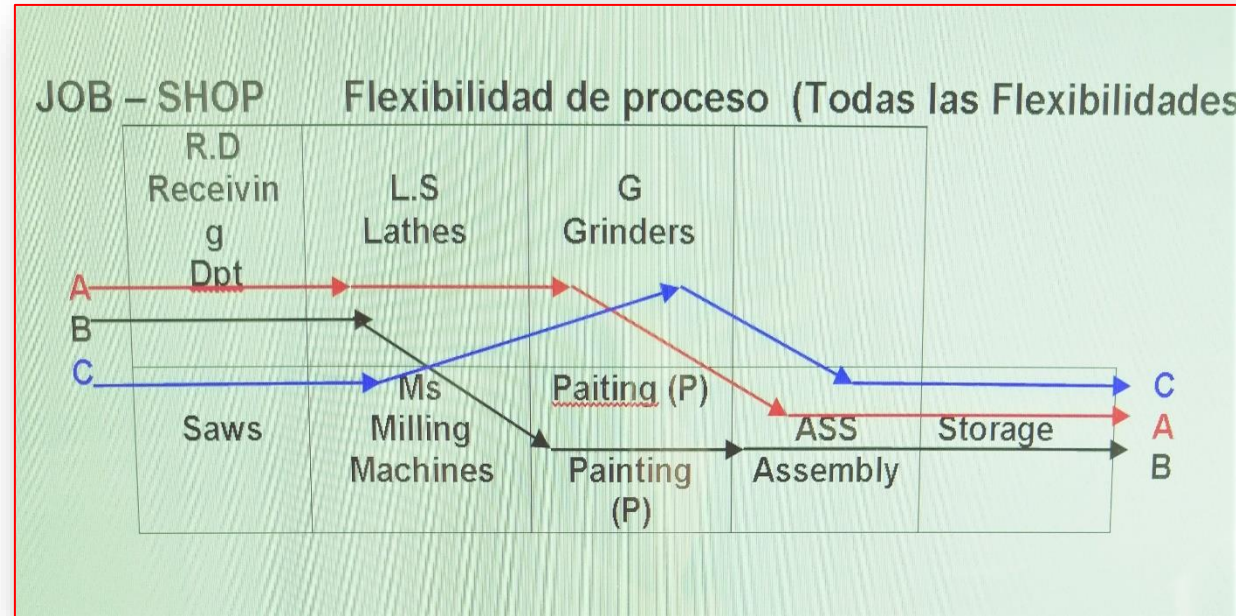 JOB – SHOP Flexibilidad de proceso (Todas las Flexibilidades
R.D
Receivin
g
Dpt
L.S
Lathes
G
Grinders
A
B
C
Saws
Ms
Milling
Machines
Paiting (P)
Painting
(P)
ASS
Assembly
Storage
C
A
B